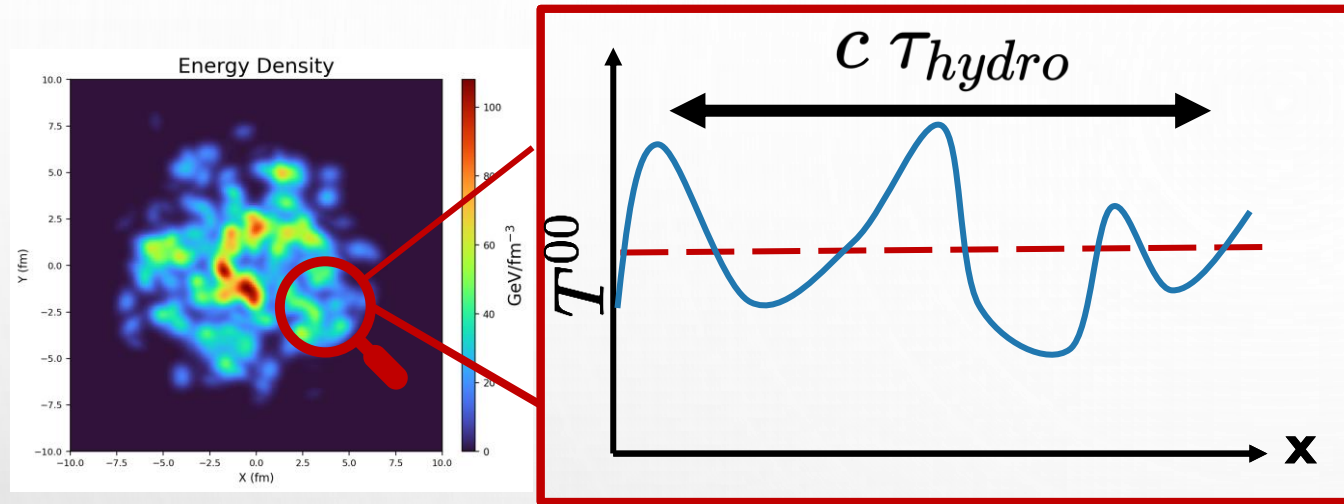 Energy Density
10.0
7.5
5.0
2.5
0.0
−2.5
−5.0
−7.5
−10.0
Y (fm)
−10.0 −7.5 −5.0 −2.5 0.0 2.5 5.0 7.5 10.0
X (fm)
100
80
60
40
20
0
GeV/fm⁻³
c τ_hydro
T⁰⁰
x